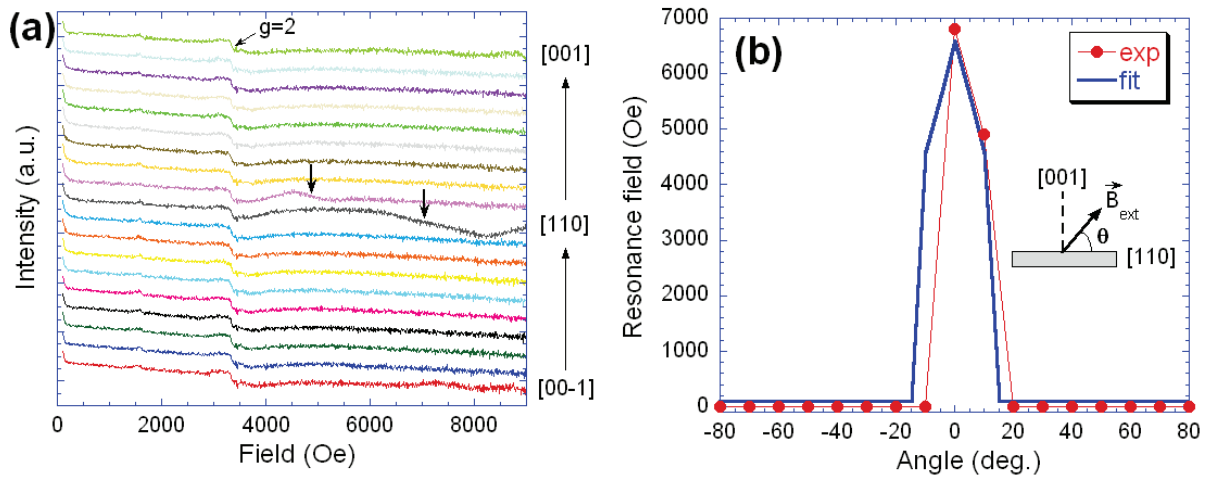 (a)
g=2
[001]
[110]
[00-1]
Intensity (a.u.)
0 2000 4000 6000 8000
Field (Oe)
(b)
7000
6000
5000
4000
3000
2000
1000
0
Resonance field (Oe)
exp
fit
[001]
B ext
θ
[110]
-80 -60 -40 -20 0 20 40 60 80
Angle (deg.)